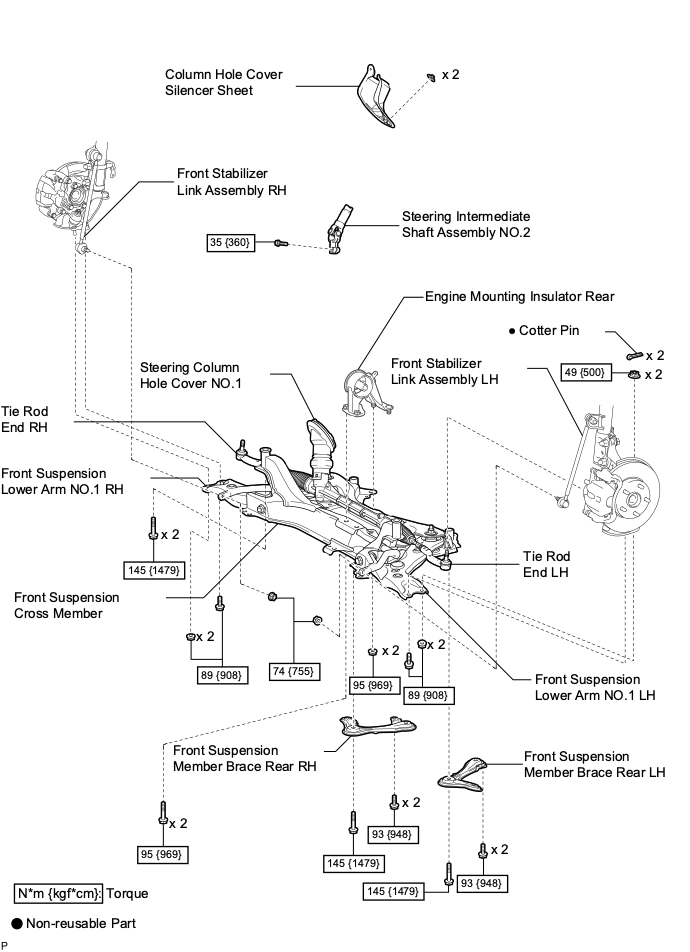 Column Hole Cover
Silencer Sheet
x 2
Front Stabilizer
Link Assembly RH
Steering Intermediate
Shaft Assembly NO.2
35 {360}
Engine Mounting Insulator Rear
● Cotter Pin
x 2
Front Stabilizer
Link Assembly LH
49 {500}
x 2
Steering Column
Hole Cover NO.1
Tie Rod
End RH
Front Suspension
Lower Arm NO.1 RH
x 2
145 {1479}
Tie Rod
End LH
Front Suspension
Cross Member
x 2
89 {908}
74 {755}
x 2
95 {969}
x 2
89 {908}
Front Suspension
Lower Arm NO.1 LH
Front Suspension
Member Brace Rear RH
Front Suspension
Member Brace Rear LH
x 2
95 {969}
x 2
93 {948}
145 {1479}
x 2
93 {948}
145 {1479}
N*m {kgf*cm}: Torque
● Non-reusable Part
P